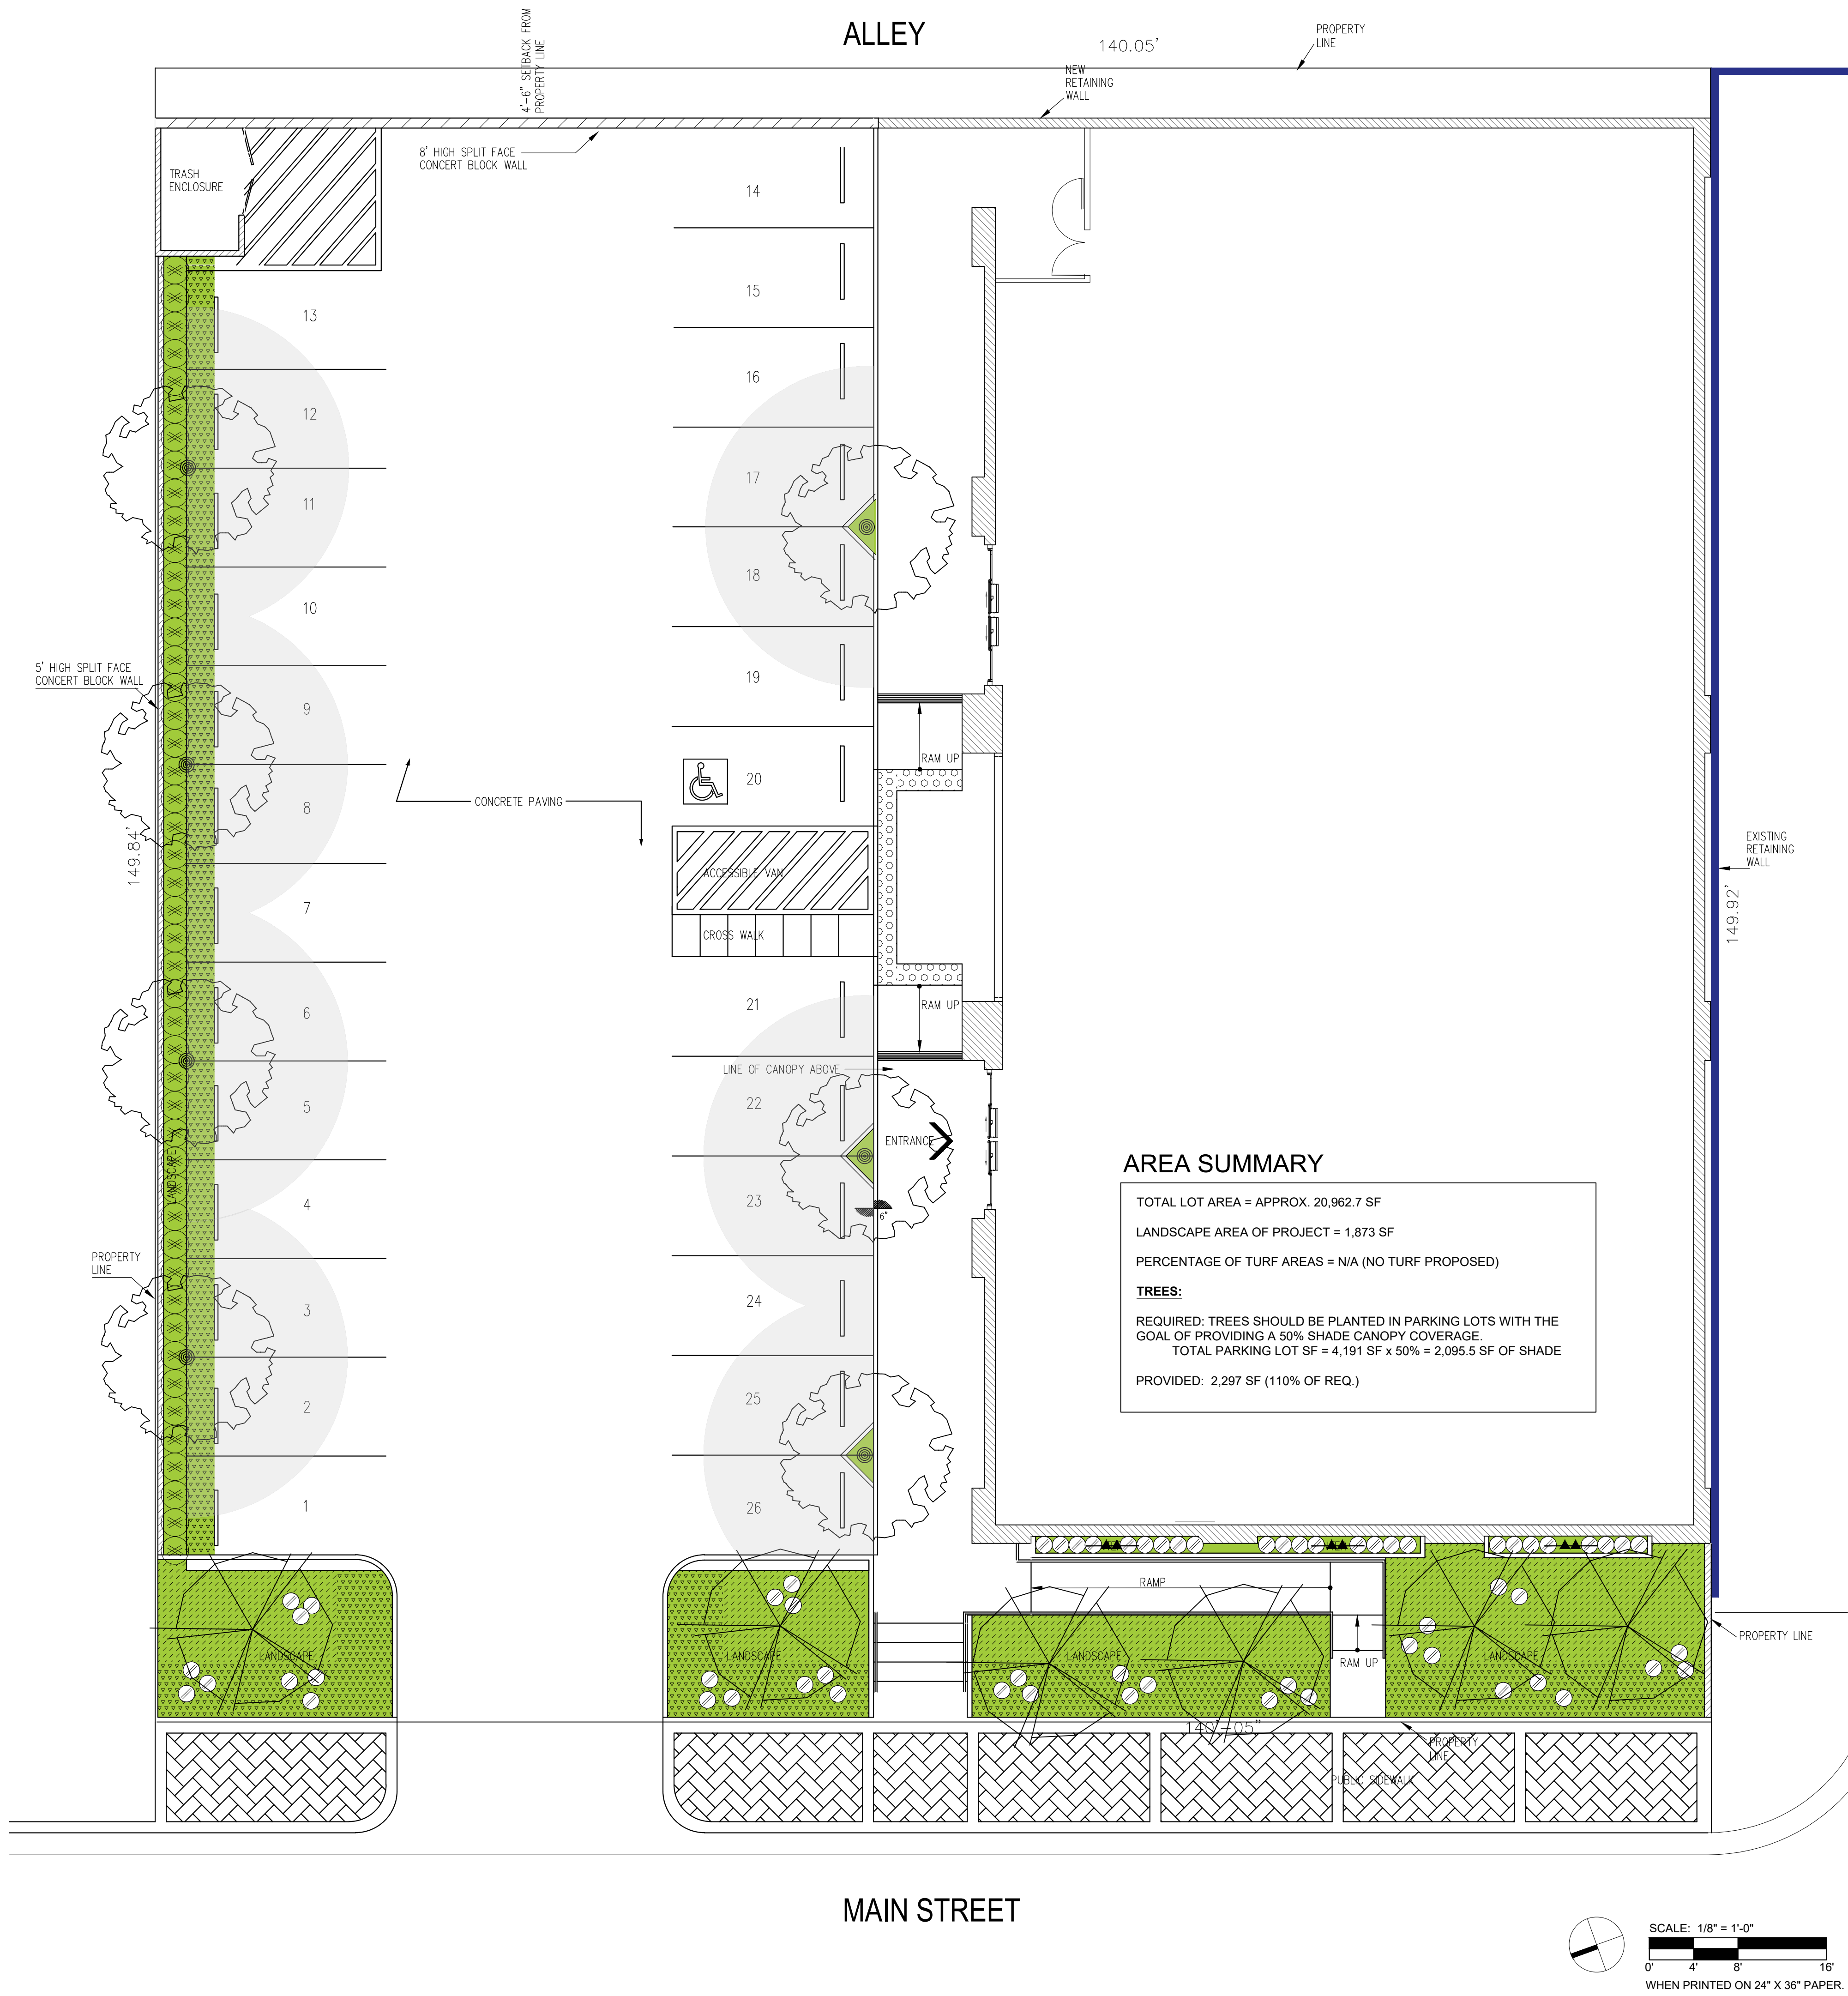 ALLEY
140.05'
PROPERTY
LINE
4'-6" SETBACK FROM
PROPERTY LINE
NEW
RETAINING
WALL
8' HIGH SPLIT FACE
CONCERT BLOCK WALL
TRASH
ENCLOSURE
14
15
13
16
12
17
11
18
10
5' HIGH SPLIT FACE
CONCERT BLOCK WALL
19
9
RAM UP
20
8
CONCRETE PAVING
149.84'
EXISTING
RETAINING
WALL
149.92'
ACCESSIBLE VAN
7
CROSS WALK
21
RAM UP
6
LINE OF CANOPY ABOVE
22
5
ENTRANCE
LANDSCAPE
23
4
6"
PROPERTY
LINE
24
3
25
2
26
1
AREA SUMMARY
TOTAL LOT AREA = APPROX. 20,962.7 SF
LANDSCAPE AREA OF PROJECT = 1,873 SF
PERCENTAGE OF TURF AREAS = N/A (NO TURF PROPOSED)
TREES:
REQUIRED: TREES SHOULD BE PLANTED IN PARKING LOTS WITH THE
GOAL OF PROVIDING A 50% SHADE CANOPY COVERAGE.
TOTAL PARKING LOT SF = 4,191 SF x 50% = 2,095.5 SF OF SHADE
PROVIDED: 2,297 SF (110% OF REQ.)
RAMP
LANDSCAPE
LANDSCAPE
LANDSCAPE
RAM UP
LANDSCAPE
PROPERTY LINE
140'-05"
PROPERTY
LINE
PUBLIC SIDEWALK
MAIN STREET
SCALE: 1/8" = 1'-0"
0' 4' 8' 16'
WHEN PRINTED ON 24" X 36" PAPER.